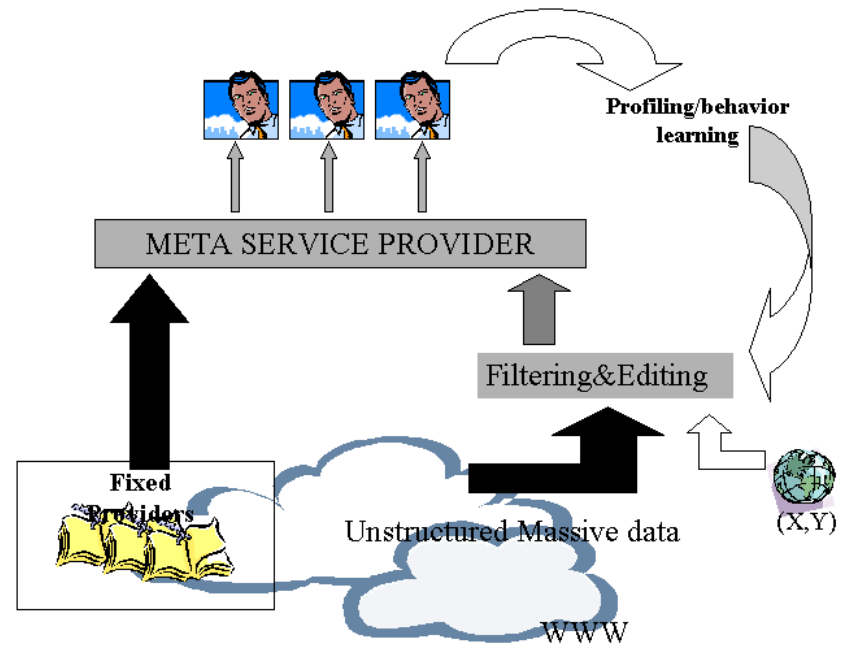 Profiling/behavior
learning
META SERVICE PROVIDER
Filtering&Editing
Fixed
Providers
Unstructured Massive data
(X,Y)
WWW